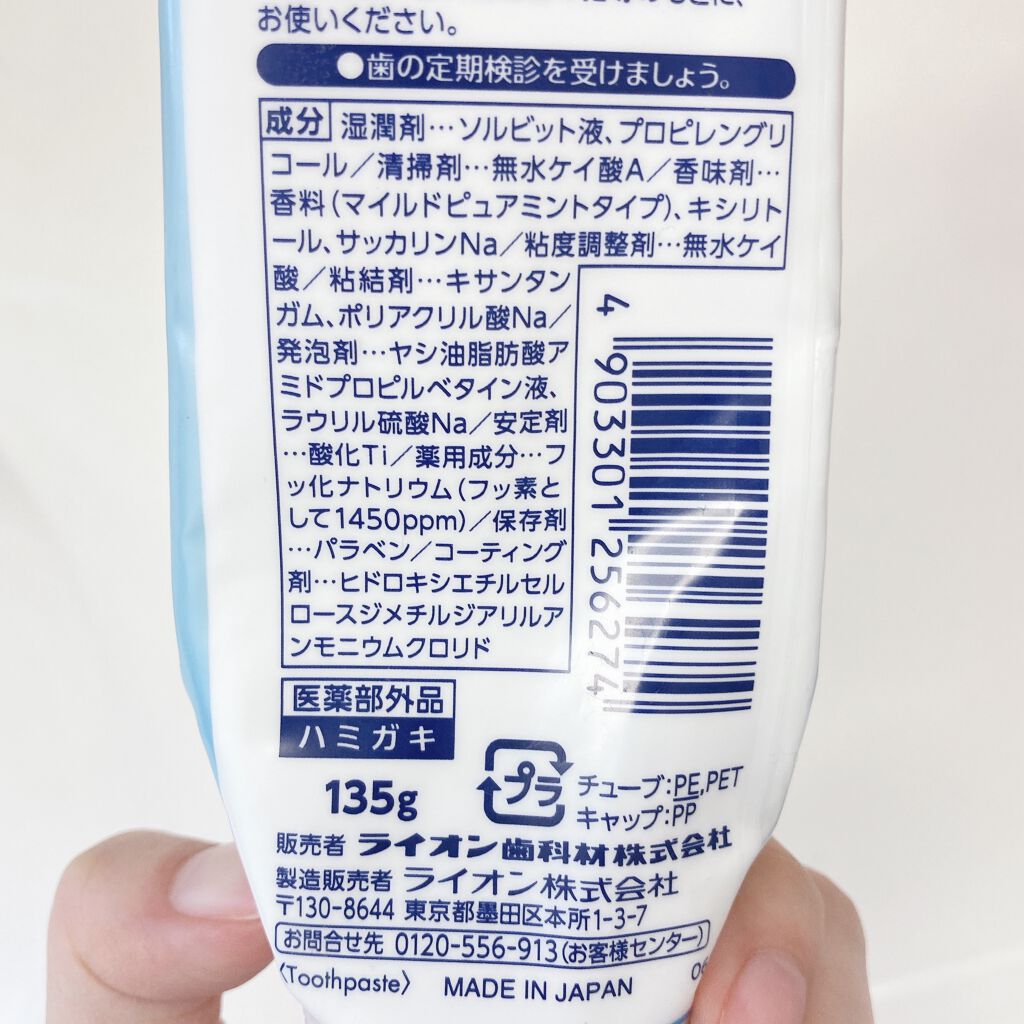 お使いください。
●歯の定期検診を受けましょう。
成分 湿潤剤…ソルビット液、プロピレングリ
コール/清掃剤…無水ケイ酸A/香味剤…
香料(マイルドピュアミントタイプ)、キシリト
ール、サッカリンNa/粘度調整剤…無水ケイ
酸/粘結剤…キサンタン
ガム、ポリアクリル酸Na/
発泡剤…ヤシ油脂肪酸ア
ミドプロピルベタイン液、
ラウリル硫酸Na/安定剤
…酸化Ti/薬用成分…フ
ッ化ナトリウム(フッ素と
して1450ppm)/保存剤
…パラベン/コーティング
剤…ヒドロキシエチルセル
ロースジメチルジアリルア
ンモニウムクロリド
4 903301 256274
医薬部外品
ハミガキ
135g
プラ
チューブ:PE,PET
キャップ:PP
販売者 ライオン歯科材株式会社
製造販売者 ライオン株式会社
〒130-8644 東京都墨田区本所1-3-7
お問合せ先 0120-556-913(お客様センター)
〈Toothpaste〉 MADE IN JAPAN